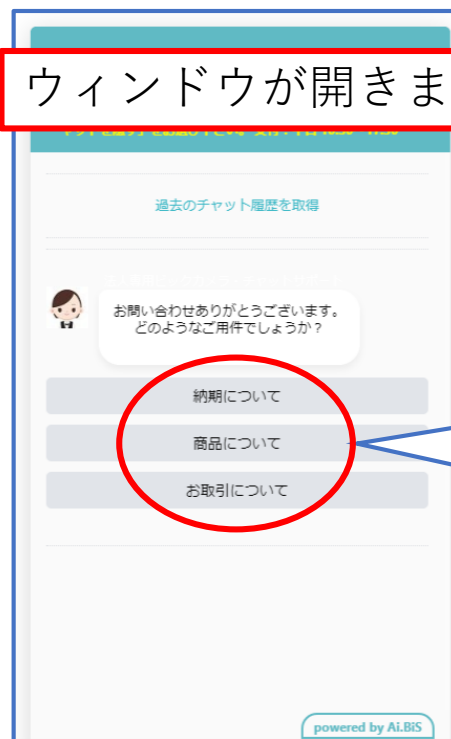 ウィンドウが開きま
過去のチャット履歴を取得
お問い合わせありがとうございます。
どのようなご用件でしょうか？
納期について
商品について
お取引について
powered by Ai.BiS